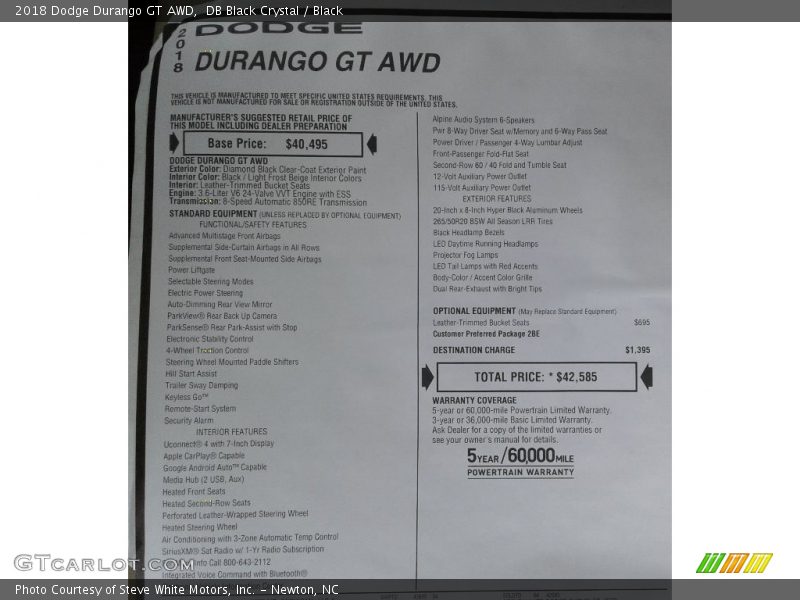 2018 Dodge Durango GT AWD,  DB Black Crystal / Black
DODGE
2018
DURANGO GT AWD
THIS VEHICLE IS MANUFACTURED TO MEET SPECIFIC UNITED STATES REQUIREMENTS. THIS
VEHICLE IS NOT MANUFACTURED FOR SALE OR REGISTRATION OUTSIDE OF THE UNITED STATES.
MANUFACTURER'S SUGGESTED RETAIL PRICE OF
THIS MODEL INCLUDING DEALER PREPARATION
Base Price: $40,495
DODGE DURANGO GT AWD
Exterior Color: Diamond Black Clear-Coat Exterior Paint
Interior Color: Black / Light Frost Beige Interior Colors
Interior: Leather-Trimmed Bucket Seats
Engine: 3.6-Liter V6 24-Valve VVT Engine with ESS
Transmission: 8-Speed Automatic 850RE Transmission
STANDARD EQUIPMENT (UNLESS REPLACED BY OPTIONAL EQUIPMENT)
FUNCTIONAL/SAFETY FEATURES
Advanced Multistage Front Airbags
Supplemental Side-Curtain Airbags in All Rows
Supplemental Front Seat-Mounted Side Airbags
Power Liftgate
Selectable Steering Modes
Electric Power Steering
Auto-Dimming Rear View Mirror
ParkView® Rear Back Up Camera
ParkSense® Rear Park-Assist with Stop
Electronic Stability Control
4-Wheel Traction Control
Steering Wheel Mounted Paddle Shifters
Hill Start Assist
Trailer Sway Damping
Keyless Go™
Remote-Start System
Security Alarm
INTERIOR FEATURES
Uconnect® 4 with 7-Inch Display
Apple CarPlay® Capable
Google Android Auto™ Capable
Media Hub (2 USB, Aux)
Heated Front Seats
Heated Second-Row Seats
Perforated Leather-Wrapped Steering Wheel
Heated Steering Wheel
Air Conditioning with 3-Zone Automatic Temp Control
SiriusXM® Sat Radio w/ 1-Yr Radio Subscription
Info Call 800-643-2112
Integrated Voice Command with Bluetooth®
Alpine Audio System 6-Speakers
Pwr 8-Way Driver Seat w/Memory and 6-Way Pass Seat
Power Driver / Passenger 4-Way Lumbar Adjust
Front-Passenger Fold-Flat Seat
Second-Row 60 / 40 Fold and Tumble Seat
12-Volt Auxiliary Power Outlet
115-Volt Auxiliary Power Outlet
EXTERIOR FEATURES
20-Inch x 8-Inch Hyper Black Aluminum Wheels
265/50R20 BSW All Season LRR Tires
Black Headlamp Bezels
LED Daytime Running Headlamps
Projector Fog Lamps
LED Tail Lamps with Red Accents
Body-Color / Accent Color Grille
Dual Rear-Exhaust with Bright Tips
OPTIONAL EQUIPMENT (May Replace Standard Equipment)
Leather-Trimmed Bucket Seats $695
Customer Preferred Package 2BE
DESTINATION CHARGE $1,395
TOTAL PRICE: * $42,585
WARRANTY COVERAGE
5-year or 60,000-mile Powertrain Limited Warranty.
3-year or 36,000-mile Basic Limited Warranty.
Ask Dealer for a copy of the limited warranties or
see your owner's manual for details.
5YEAR/60,000MILE
POWERTRAIN WARRANTY
GTcarlot.com
Photo Courtesy of Steve White Motors, Inc. - Newton, NC